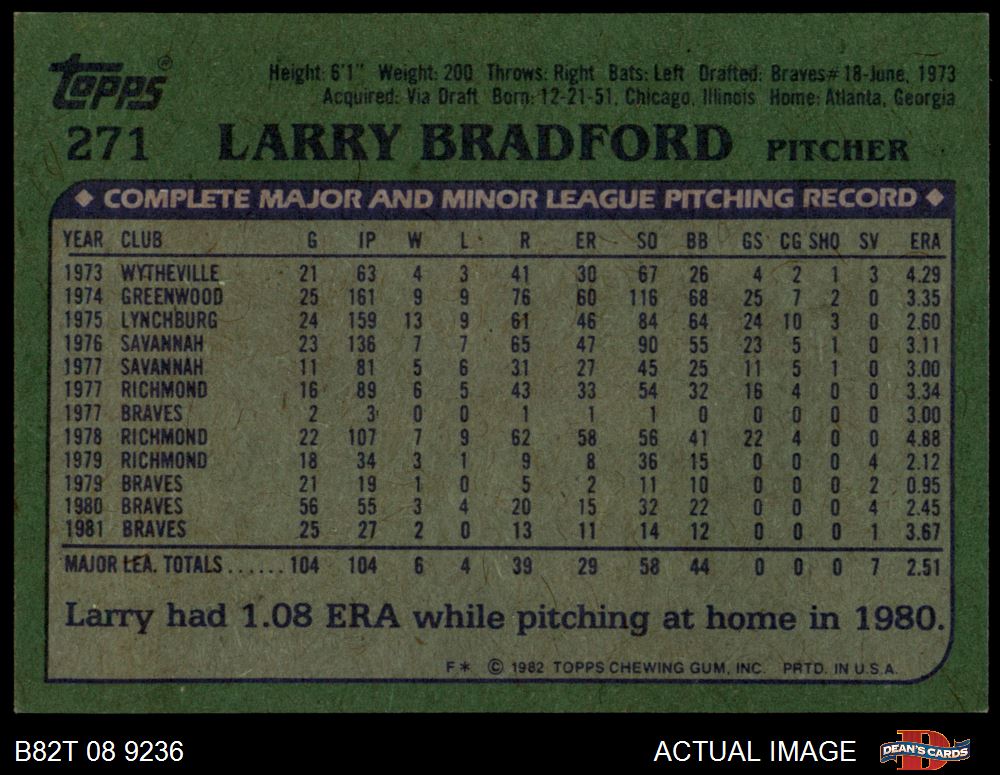 Topps®
Height: 6'1" Weight: 200 Throws: Right Bats: Left Drafted: Braves# 18-June, 1973
Acquired: Via Draft Born: 12-21-51, Chicago, Illinois Home: Atlanta, Georgia
271 LARRY BRADFORD PITCHER
◆ COMPLETE MAJOR AND MINOR LEAGUE PITCHING RECORD ◆
YEAR CLUB G IP W L R ER SO BB GS CG SHO SV ERA
1973 WYTHEVILLE 21 63 4 3 41 30 67 26 4 2 1 3 4.29
1974 GREENWOOD 25 161 9 9 76 60 116 68 25 7 2 0 3.35
1975 LYNCHBURG 24 159 13 9 61 46 84 64 24 10 3 0 2.60
1976 SAVANNAH 23 136 7 7 65 47 90 55 23 5 1 0 3.11
1977 SAVANNAH 11 81 5 6 31 27 45 25 11 5 1 0 3.00
1977 RICHMOND 16 89 6 5 43 33 54 32 16 4 0 0 3.34
1977 BRAVES 2 3 0 0 1 1 1 0 0 0 0 0 3.00
1978 RICHMOND 22 107 7 9 62 58 56 41 22 4 0 0 4.88
1979 RICHMOND 18 34 3 1 9 8 36 15 0 0 0 4 2.12
1979 BRAVES 21 19 1 0 5 2 11 10 0 0 0 2 0.95
1980 BRAVES 56 55 3 4 20 15 32 22 0 0 0 4 2.45
1981 BRAVES 25 27 2 0 13 11 14 12 0 0 0 1 3.67
MAJOR LEA. TOTALS......104 104 6 4 39 29 58 44 0 0 0 7 2.51
Larry had 1.08 ERA while pitching at home in 1980.
F* © 1982 TOPPS CHEWING GUM, INC. PRTD. IN U.S.A.
B82T 08 9236 ACTUAL IMAGE D DEAN'S CARDS